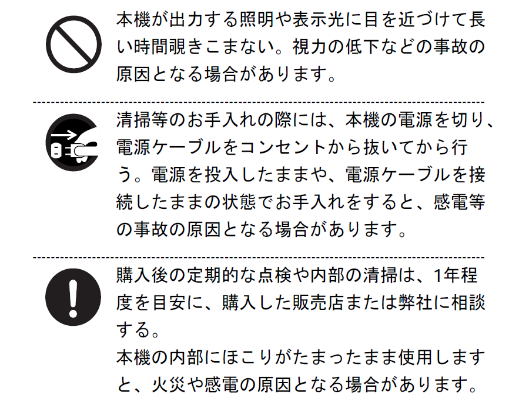 本機が出力する照明や表示光に目を近づけて長
い時間覗きこまない。視力の低下などの事故の
原因となる場合があります。
清掃等のお手入れの際には、本機の電源を切り、
電源ケーブルをコンセントから抜いてから行
う。電源を投入したままや、電源ケーブルを接
続したままの状態でお手入れをすると、感電等
の事故の原因となる場合があります。
購入後の定期的な点検や内部の清掃は、1年程
度を目安に、購入した販売店または弊社に相談
する。
本機の内部にほこりがたまったまま使用します
と、火災や感電の原因となる場合があります。